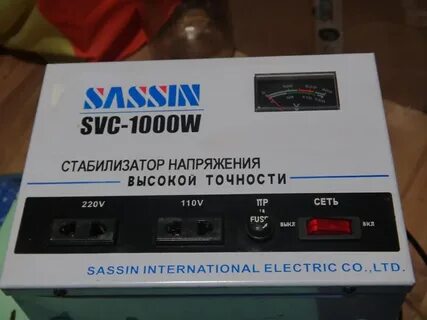 SASSIN
SVC-1000W
СТАБИЛИЗАТОР НАПРЯЖЕНИЯ
ВЫСОКОЙ ТОЧНОСТИ
220V 110V ПР СЕТЬ
FUSE ВЫКЛ ВКЛ
SASSIN INTERNATIONAL ELECTRIC CO.,LTD.